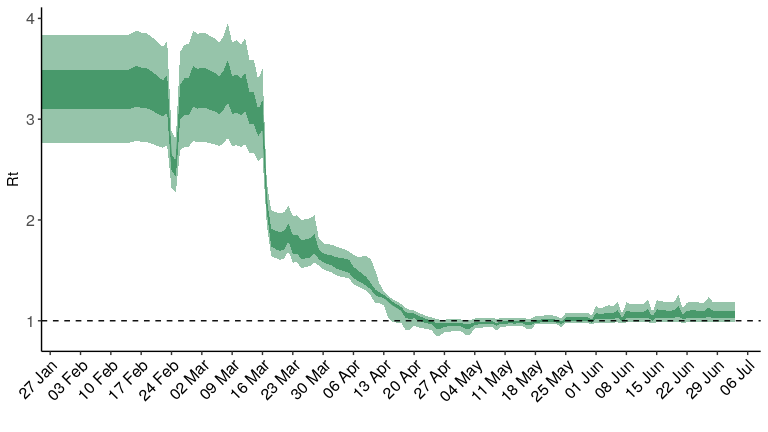 4
3
2
1
Rt
27 Jan
03 Feb
10 Feb
17 Feb
24 Feb
02 Mar
09 Mar
16 Mar
23 Mar
30 Mar
06 Apr
13 Apr
20 Apr
27 Apr
04 May
11 May
18 May
25 May
01 Jun
08 Jun
15 Jun
22 Jun
29 Jun
06 Jul